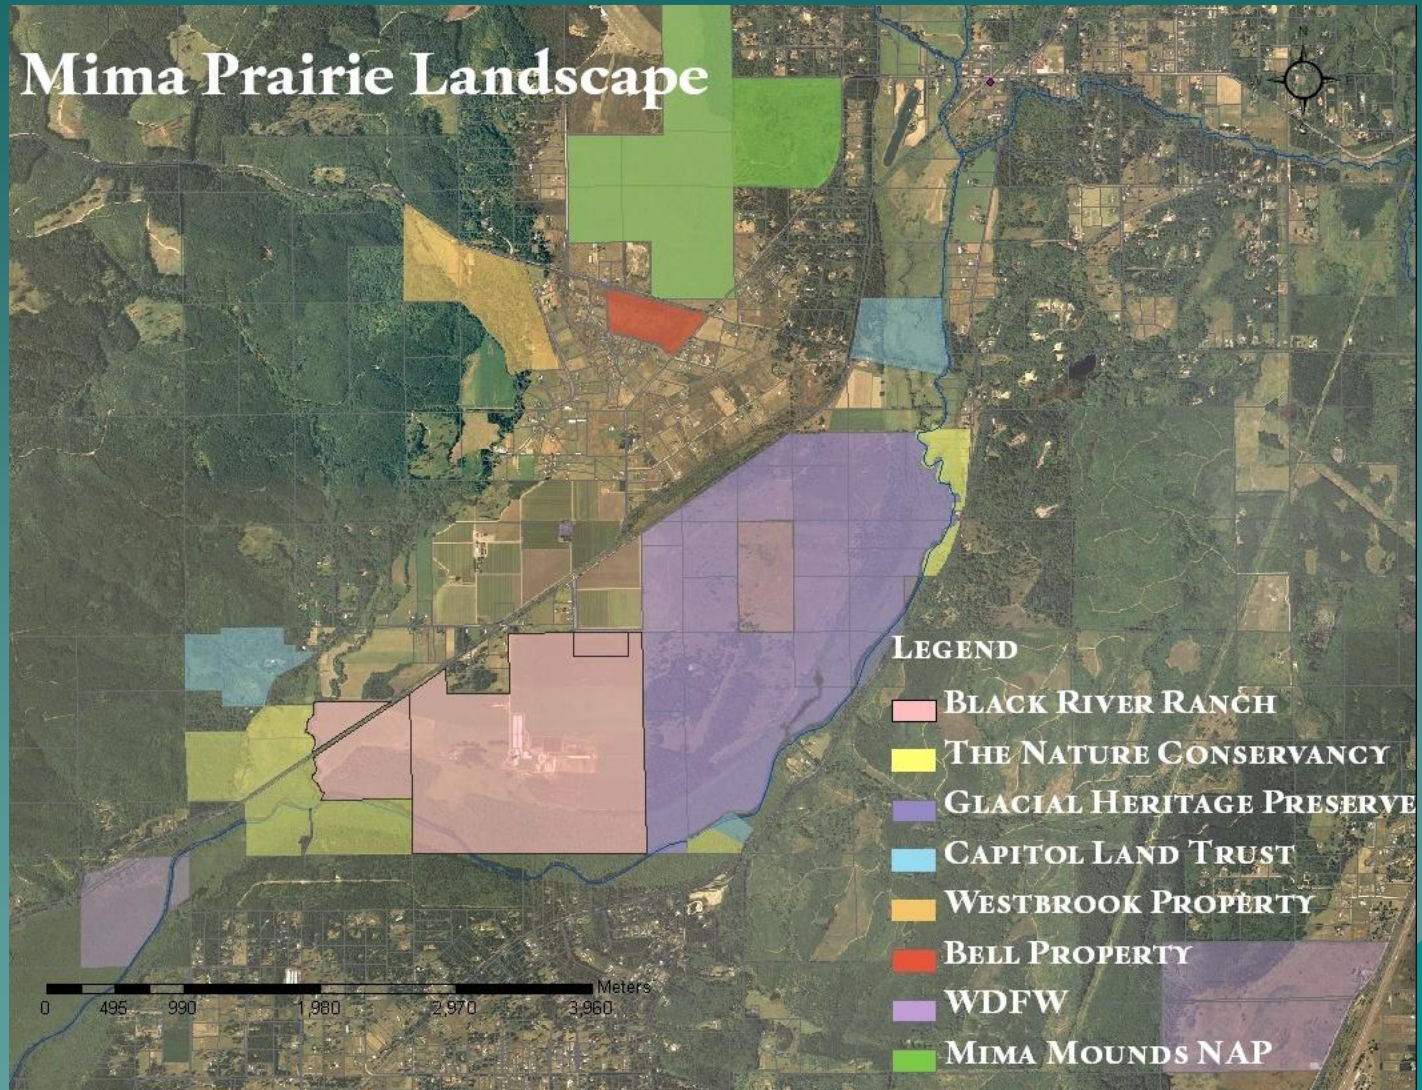 Mima Prairie Landscape
N
LEGEND
BLACK RIVER RANCH
THE NATURE CONSERVANCY
GLACIAL HERITAGE PRESERVE
CAPITOL LAND TRUST
WESTBROOK PROPERTY
BELL PROPERTY
WDFW
MIMA MOUNDS NAP
Meters
0 495 990 1,980 2,970 3,960